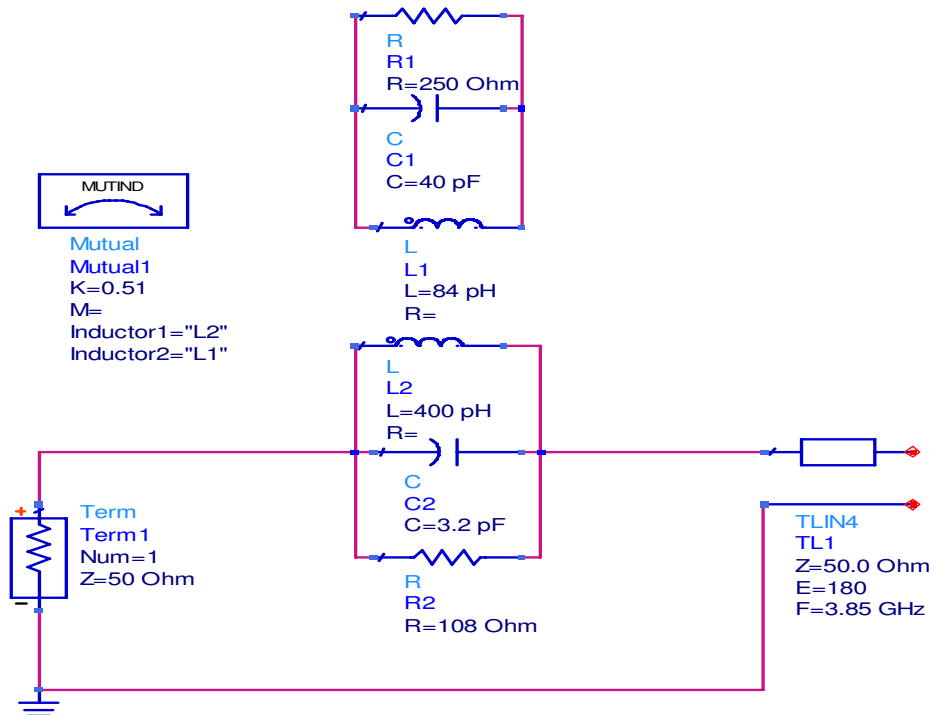 R
R1
R=250 Ohm
C
C1
C=40 pF
MUTIND
Mutual
Mutual1
K=0.51
M=
Inductor1="L2"
Inductor2="L1"
L
L1
L=84 pH
R=
L
L2
L=400 pH
R=
C
C2
C=3.2 pF
R
R2
R=108 Ohm
+
Term
Term1
Num=1
Z=50 Ohm
–
TLIN4
TL1
Z=50.0 Ohm
E=180
F=3.85 GHz